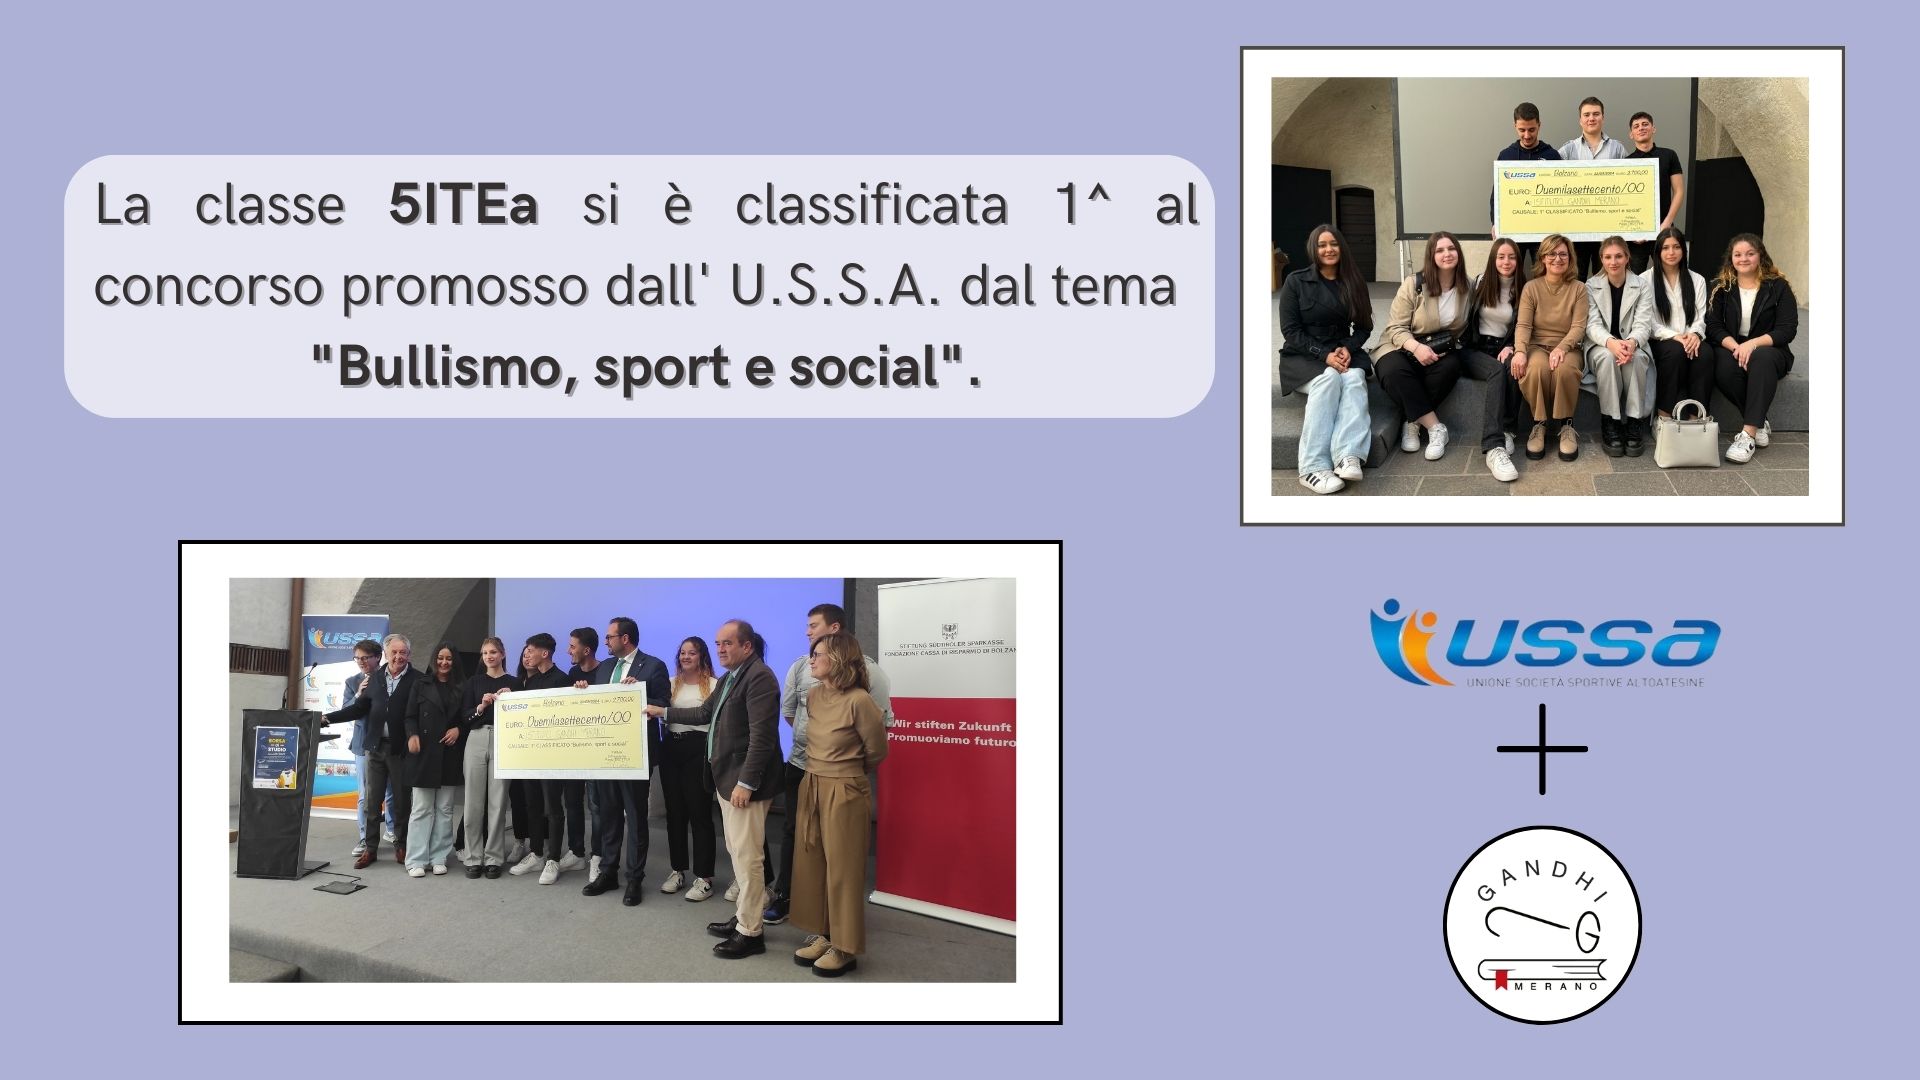 La classe 5ITEa si è classificata 1^ al
concorso promosso dall' U.S.S.A. dal tema
"Bullismo, sport e social".
ussa Bolzano 2.700,00
EURO: Duemilasettecento/00
A: ISTITUTO GANDHI MERANO
CAUSALE: 1° CLASSIFICATO "Bullismo, sport e social"
ussa
BORSA
DI
STUDIO
ussa Bolzano 2.700,00
EURO: Duemilasettecento/00
A: ISTITUTO GANDHI MERANO
CAUSALE: 1° CLASSIFICATO "Bullismo, sport e social"
STIFTUNG SÜDTIROLER SPARKASSE
FONDAZIONE CASSA DI RISPARMIO DI BOLZAN
Wir stiften Zukunft
Promuoviamo futuro
ussa
UNIONE SOCIETÀ SPORTIVE ALTOATESINE
GANDHI
G
MERANO